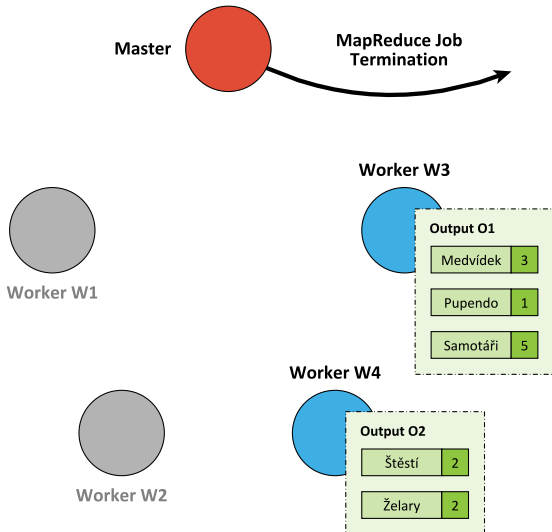 Master
MapReduce Job
Termination
Worker W3
Output O1
Medvídek 3
Pupendo 1
Samotáři 5
Worker W1
Worker W4
Output O2
Štěstí 2
Želary 2
Worker W2